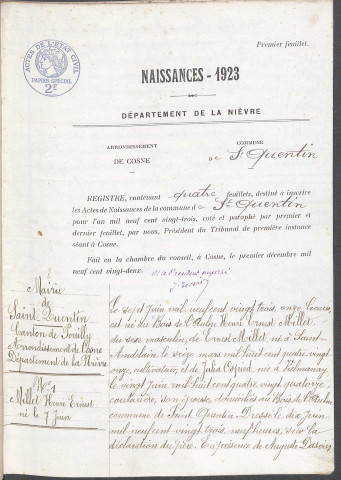 Premier feuillet.
ACTES DE L'ÉTAT CIVIL
PAPIER SPÉCIAL
2F
NAISSANCES - 1923
DÉPARTEMENT DE LA NIÈVRE
ARRONDISSEMENT
DE COSNE
COMMUNE
DE St Quentin
REGISTRE, contenant quatre feuillets, destiné à inscrire
les Actes de Naissances de la commune de St Quentin
pour l'an mil neuf cent vingt-trois, coté et paraphé par premier et
dernier feuillet, par nous, Président du Tribunal de première instance
séant à Cosne.
Fait en la chambre du conseil, à Cosne, le premier décembre mil
neuf cent vingt-deux.
Le Président
Mairie
de
Saint Quentin
Canton de Pouilly
Arrondissement de Cosne
Département de la Nièvre
No 1
Millet Henri Ernest
né le 7 juin
Le sept juin mil neuf cent vingt trois, onze heures,
est né au Bois de Henri Ernest Millet
du sexe masculin, de Ernest Millet, né à Saint-
Andelain, le seize mars mil huit cent quatre vingt
onze, cultivateur, et de Julia né à
le vingt juin mil huit cent quatre vingt quatorze,
couturière, son épouse, domiciliés au Bois de
commune de Saint Quentin. Dressé le dix juin
mil neuf cent vingt trois, neuf heures, sur la
déclaration du père. En présence de Auguste